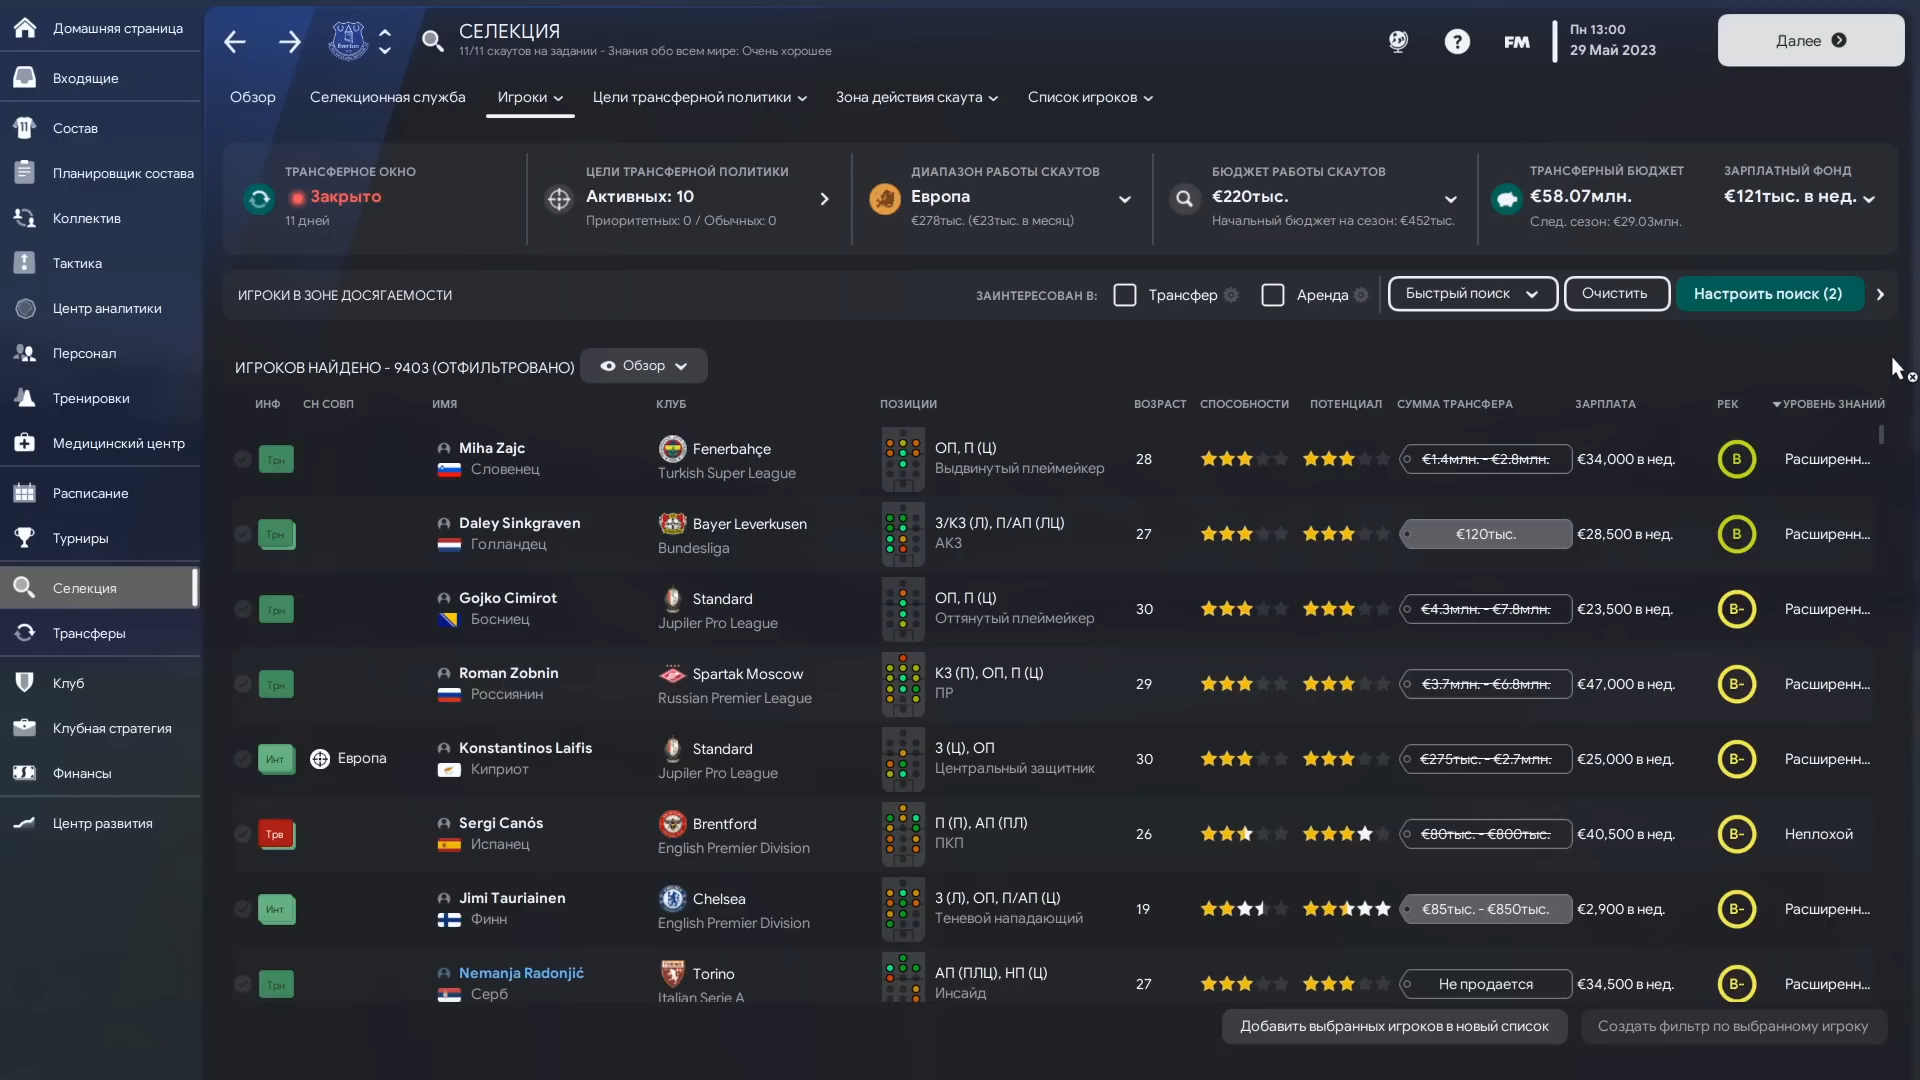 Домашняя страница
Входящие
Состав
Планировщик состава
Коллектив
Тактика
Центр аналитики
Персонал
Тренировки
Медицинский центр
Расписание
Турниры
Селекция
Трансферы
Клуб
Клубная стратегия
Финансы
Центр развития
СЕЛЕКЦИЯ
11/11 скаутов на задании - Знания обо всем мире: Очень хорошее
FM
Пн 13:00
29 Май 2023
Далее
Обзор Селекционная служба Игроки Цели трансферной политики Зона действия скаута Список игроков
ТРАНСФЕРНОЕ ОКНО
Закрыто
11 дней
ЦЕЛИ ТРАНСФЕРНОЙ ПОЛИТИКИ
Активных: 10
Приоритетных: 0 / Обычных: 0
ДИАПАЗОН РАБОТЫ СКАУТОВ
Европа
€278тыс. (€23тыс. в месяц)
БЮДЖЕТ РАБОТЫ СКАУТОВ
€220тыс.
Начальный бюджет на сезон: €452тыс.
ТРАНСФЕРНЫЙ БЮДЖЕТ
€58.07млн.
След. сезон: €29.03млн.
ЗАРПЛАТНЫЙ ФОНД
€121тыс. в нед.
ИГРОКИ В ЗОНЕ ДОСЯГАЕМОСТИ ЗАИНТЕРЕСОВАН В: Трансфер Аренда Быстрый поиск Очистить Настроить поиск (2)
ИГРОКОВ НАЙДЕНО - 9403 (ОТФИЛЬТРОВАНО) Обзор
ИНФ СН СОВП ИМЯ КЛУБ ПОЗИЦИИ ВОЗРАСТ СПОСОБНОСТИ ПОТЕНЦИАЛ СУММА ТРАНСФЕРА ЗАРПЛАТА РЕК УРОВЕНЬ ЗНАНИЙ
Трн Miha Zajc Fenerbahçe ОП, П (Ц) 28 €1.4млн. - €2.8млн. €34,000 в нед. B Расширенн...
Словенец Turkish Super League Выдвинутый плеймейкер
Трн Daley Sinkgraven Bayer Leverkusen З/КЗ (Л), П/АП (ЛЦ) 27 €120тыс. €28,500 в нед. B Расширенн...
Голландец Bundesliga АКЗ
Трн Gojko Cimirot Standard ОП, П (Ц) 30 €4.3млн. - €7.8млн. €23,500 в нед. B- Расширенн...
Босниец Jupiler Pro League Оттянутый плеймейкер
Трн Roman Zobnin Spartak Moscow КЗ (П), ОП, П (Ц) 29 €3.7млн. - €6.8млн. €47,000 в нед. B- Расширенн...
Россиянин Russian Premier League ПР
Инт Европа Konstantinos Laifis Standard З (Ц), ОП 30 €275тыс. - €2.7млн. €25,000 в нед. B- Расширенн...
Киприот Jupiler Pro League Центральный защитник
Трв Sergi Canós Brentford П (П), АП (ПЛ) 26 €80тыс. - €800тыс. €40,500 в нед. B- Неплохой
Испанец English Premier Division ПКП
Инт Jimi Tauriainen Chelsea З (Л), ОП, П/АП (Ц) 19 €85тыс. - €850тыс. €2,900 в нед. B- Расширенн...
Финн English Premier Division Теневой нападающий
Трн Nemanja Radonjić Torino АП (ПЛЦ), НП (Ц) 27 Не продается €34,500 в нед. B- Расширенн...
Серб Italian Serie A Инсайд
Добавить выбранных игроков в новый список Создать фильтр по выбранному игроку